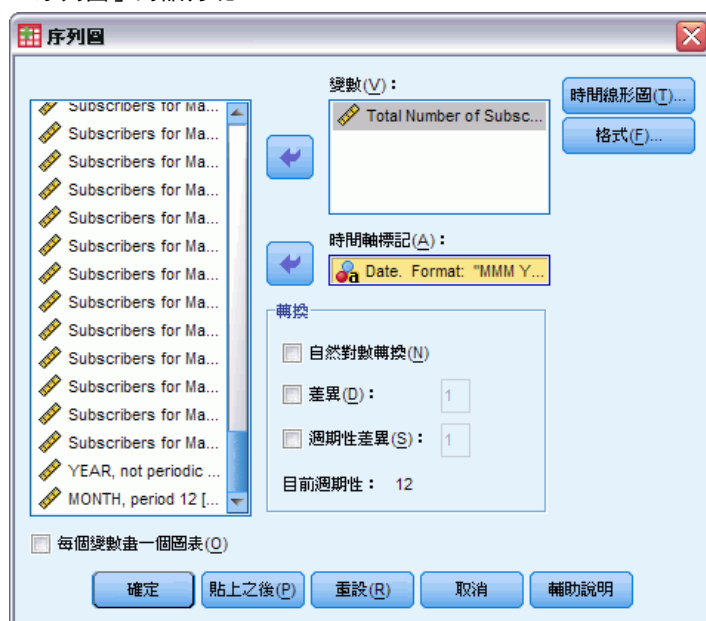 序列圖
變數(V):
Subscribers for Ma...
Subscribers for Ma...
Subscribers for Ma...
Subscribers for Ma...
Subscribers for Ma...
Subscribers for Ma...
Subscribers for Ma...
Subscribers for Ma...
Subscribers for Ma...
Subscribers for Ma...
Subscribers for Ma...
Subscribers for Ma...
Subscribers for Ma...
YEAR, not periodic ...
MONTH, period 12 [...
Total Number of Subsc...
時間線形圖(T)...
格式(F)...
時間軸標記(A):
Date. Format: "MMM Y...
轉換
自然對數轉換(N)
差異(D): 1
週期性差異(S): 1
目前週期性: 12
每個變數畫一個圖表(O)
確定 貼上之後(P) 重設(R) 取消 輔助說明